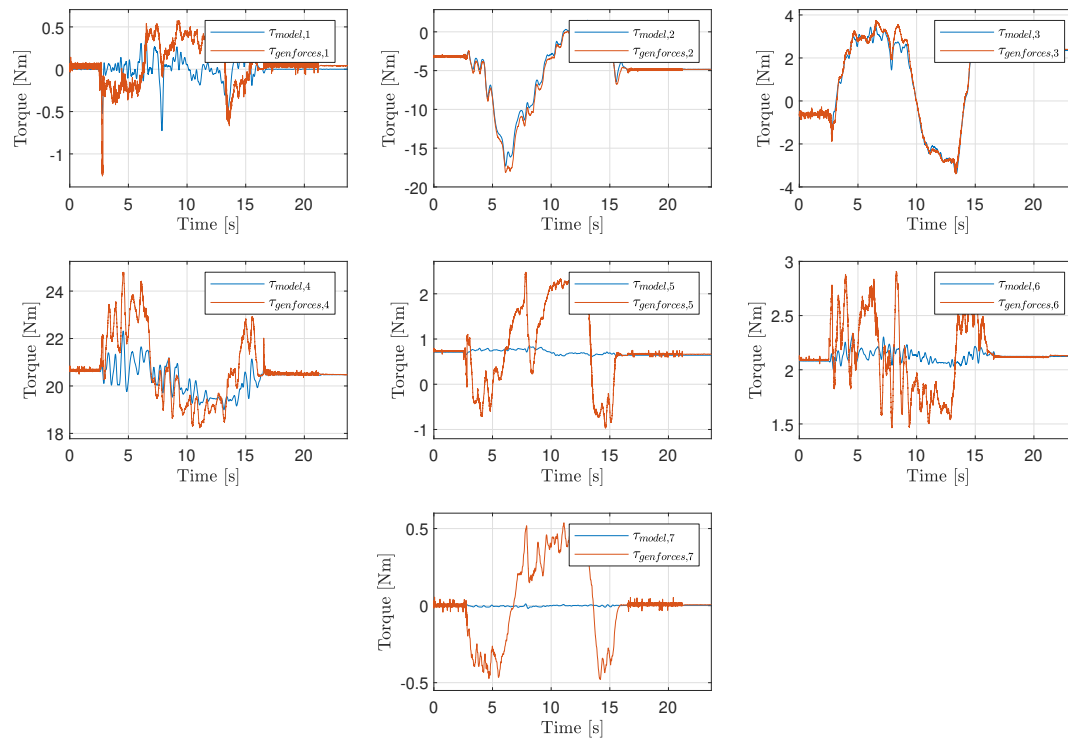 0.5
0
-0.5
-1
Torque [Nm]
τmodel,1
τgenforces,1
0 5 10 15 20
Time [s]
0
-5
-10
-15
-20
Torque [Nm]
τmodel,2
τgenforces,2
0 5 10 15 20
Time [s]
4
2
0
-2
-4
Torque [Nm]
τmodel,3
τgenforces,3
0 5 10 15 20
Time [s]
24
22
20
18
Torque [Nm]
τmodel,4
τgenforces,4
0 5 10 15 20
Time [s]
2
1
0
-1
Torque [Nm]
τmodel,5
τgenforces,5
0 5 10 15 20
Time [s]
3
2.5
2
1.5
Torque [Nm]
τmodel,6
τgenforces,6
0 5 10 15 20
Time [s]
0.5
0
-0.5
Torque [Nm]
τmodel,7
τgenforces,7
0 5 10 15 20
Time [s]